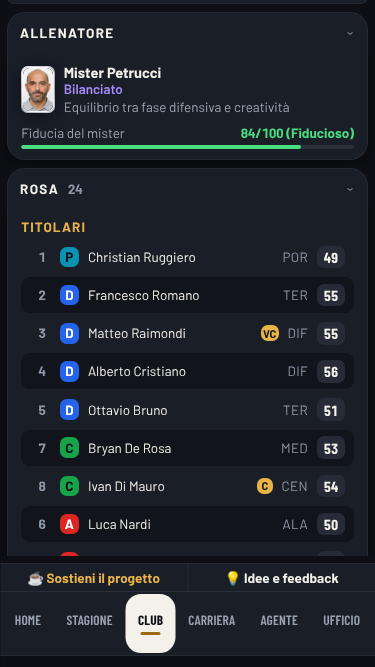 ALLENATORE
Mister Petrucci
Bilanciato
Equilibrio tra fase difensiva e creatività
Fiducia del mister 84/100 (Fiducioso)
ROSA 24
TITOLARI
1 P Christian Ruggiero POR 49
2 D Francesco Romano TER 55
3 D Matteo Raimondi VC DIF 55
4 D Alberto Cristiano DIF 56
5 D Ottavio Bruno TER 51
7 C Bryan De Rosa MED 53
8 C Ivan Di Mauro C CEN 54
6 A Luca Nardi ALA 50
☕ Sostieni il progetto 💡 Idee e feedback
HOME STAGIONE CLUB CARRIERA AGENTE UFFICIO